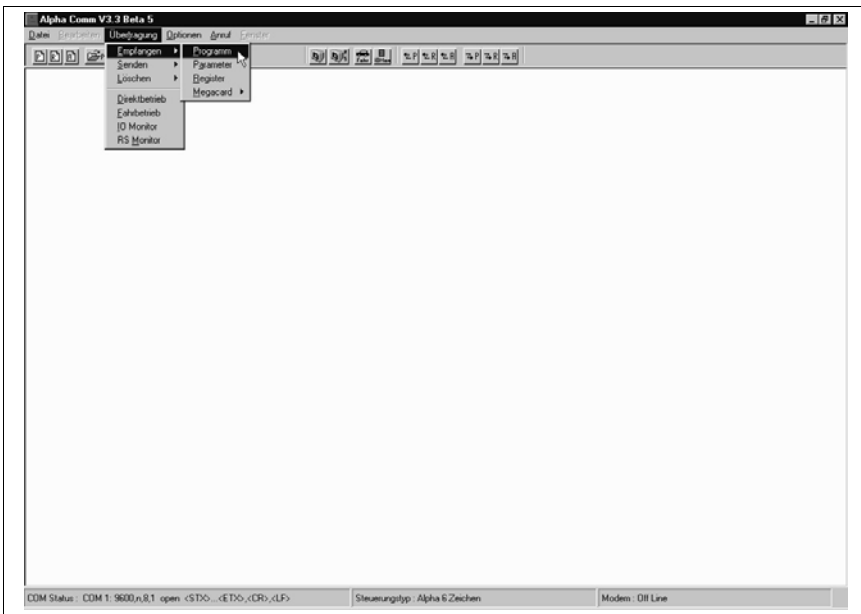 Alpha Comm V3.3 Beta 5
Datei Bearbeiten Übertragung Optionen Anruf Fenster
Empfangen
Senden
Löschen
Direktbetrieb
Fahrbetrieb
IO Monitor
RS Monitor
Programm
Parameter
Register
Megacard
COM Status : COM 1: 9600,n,8,1 open <STX>...<ETX>,<CR>,<LF>
Steuerungstyp : Alpha 6 Zeichen
Modem : Off Line